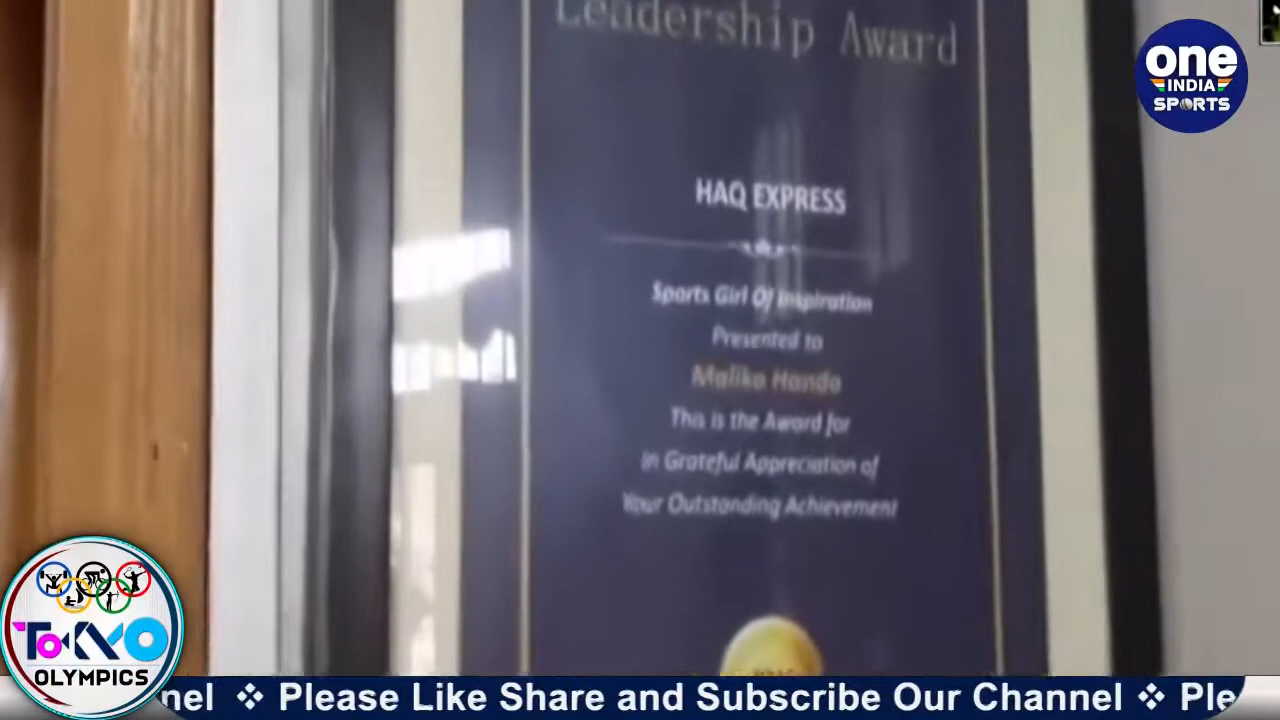 Leadership Award
one
INDIA
SPORTS
HAQ EXPRESS
Sports Girl Of Inspiration
Presented to
Malika Handa
This is the Award for
In Grateful Appreciation of
Your Outstanding Achievement
TOKYO
OLYMPICS
nel ❖ Please Like Share and Subscribe Our Channel ❖ Ple